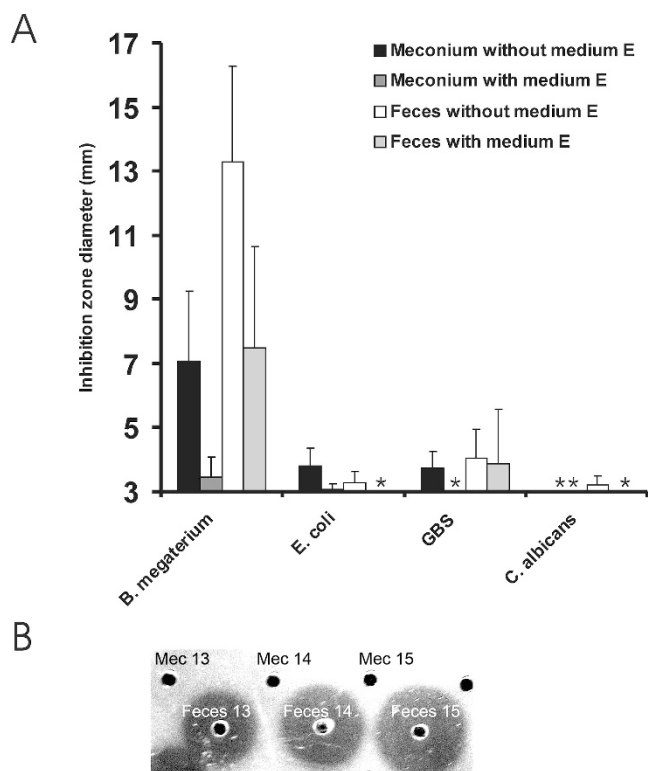 A
17
15
13
11
9
7
5
3
Inhibition zone diameter (mm)
Meconium without medium E
Meconium with medium E
Feces without medium E
Feces with medium E
* * ** *
B. megaterium
E. coli
GBS
C. albicans
B
Mec 13 Mec 14 Mec 15
Feces 13 Feces 14 Feces 15